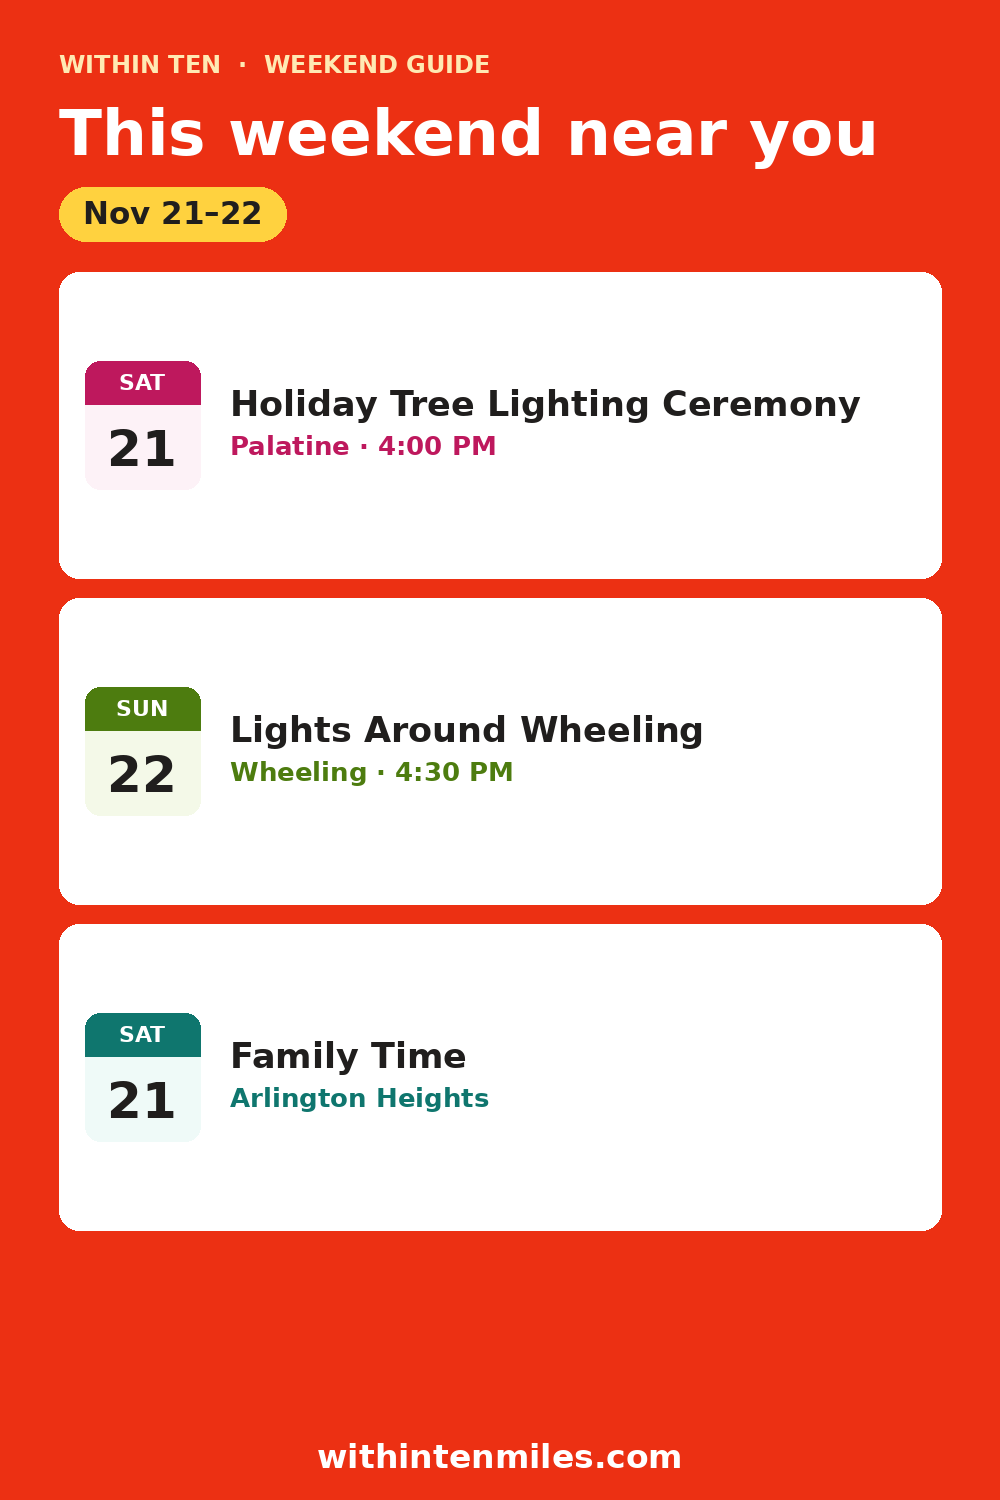 WITHIN TEN · WEEKEND GUIDE
This weekend near you
Nov 21–22
SAT
21
Holiday Tree Lighting Ceremony
Palatine · 4:00 PM
SUN
22
Lights Around Wheeling
Wheeling · 4:30 PM
SAT
21
Family Time
Arlington Heights
withintenmiles.com